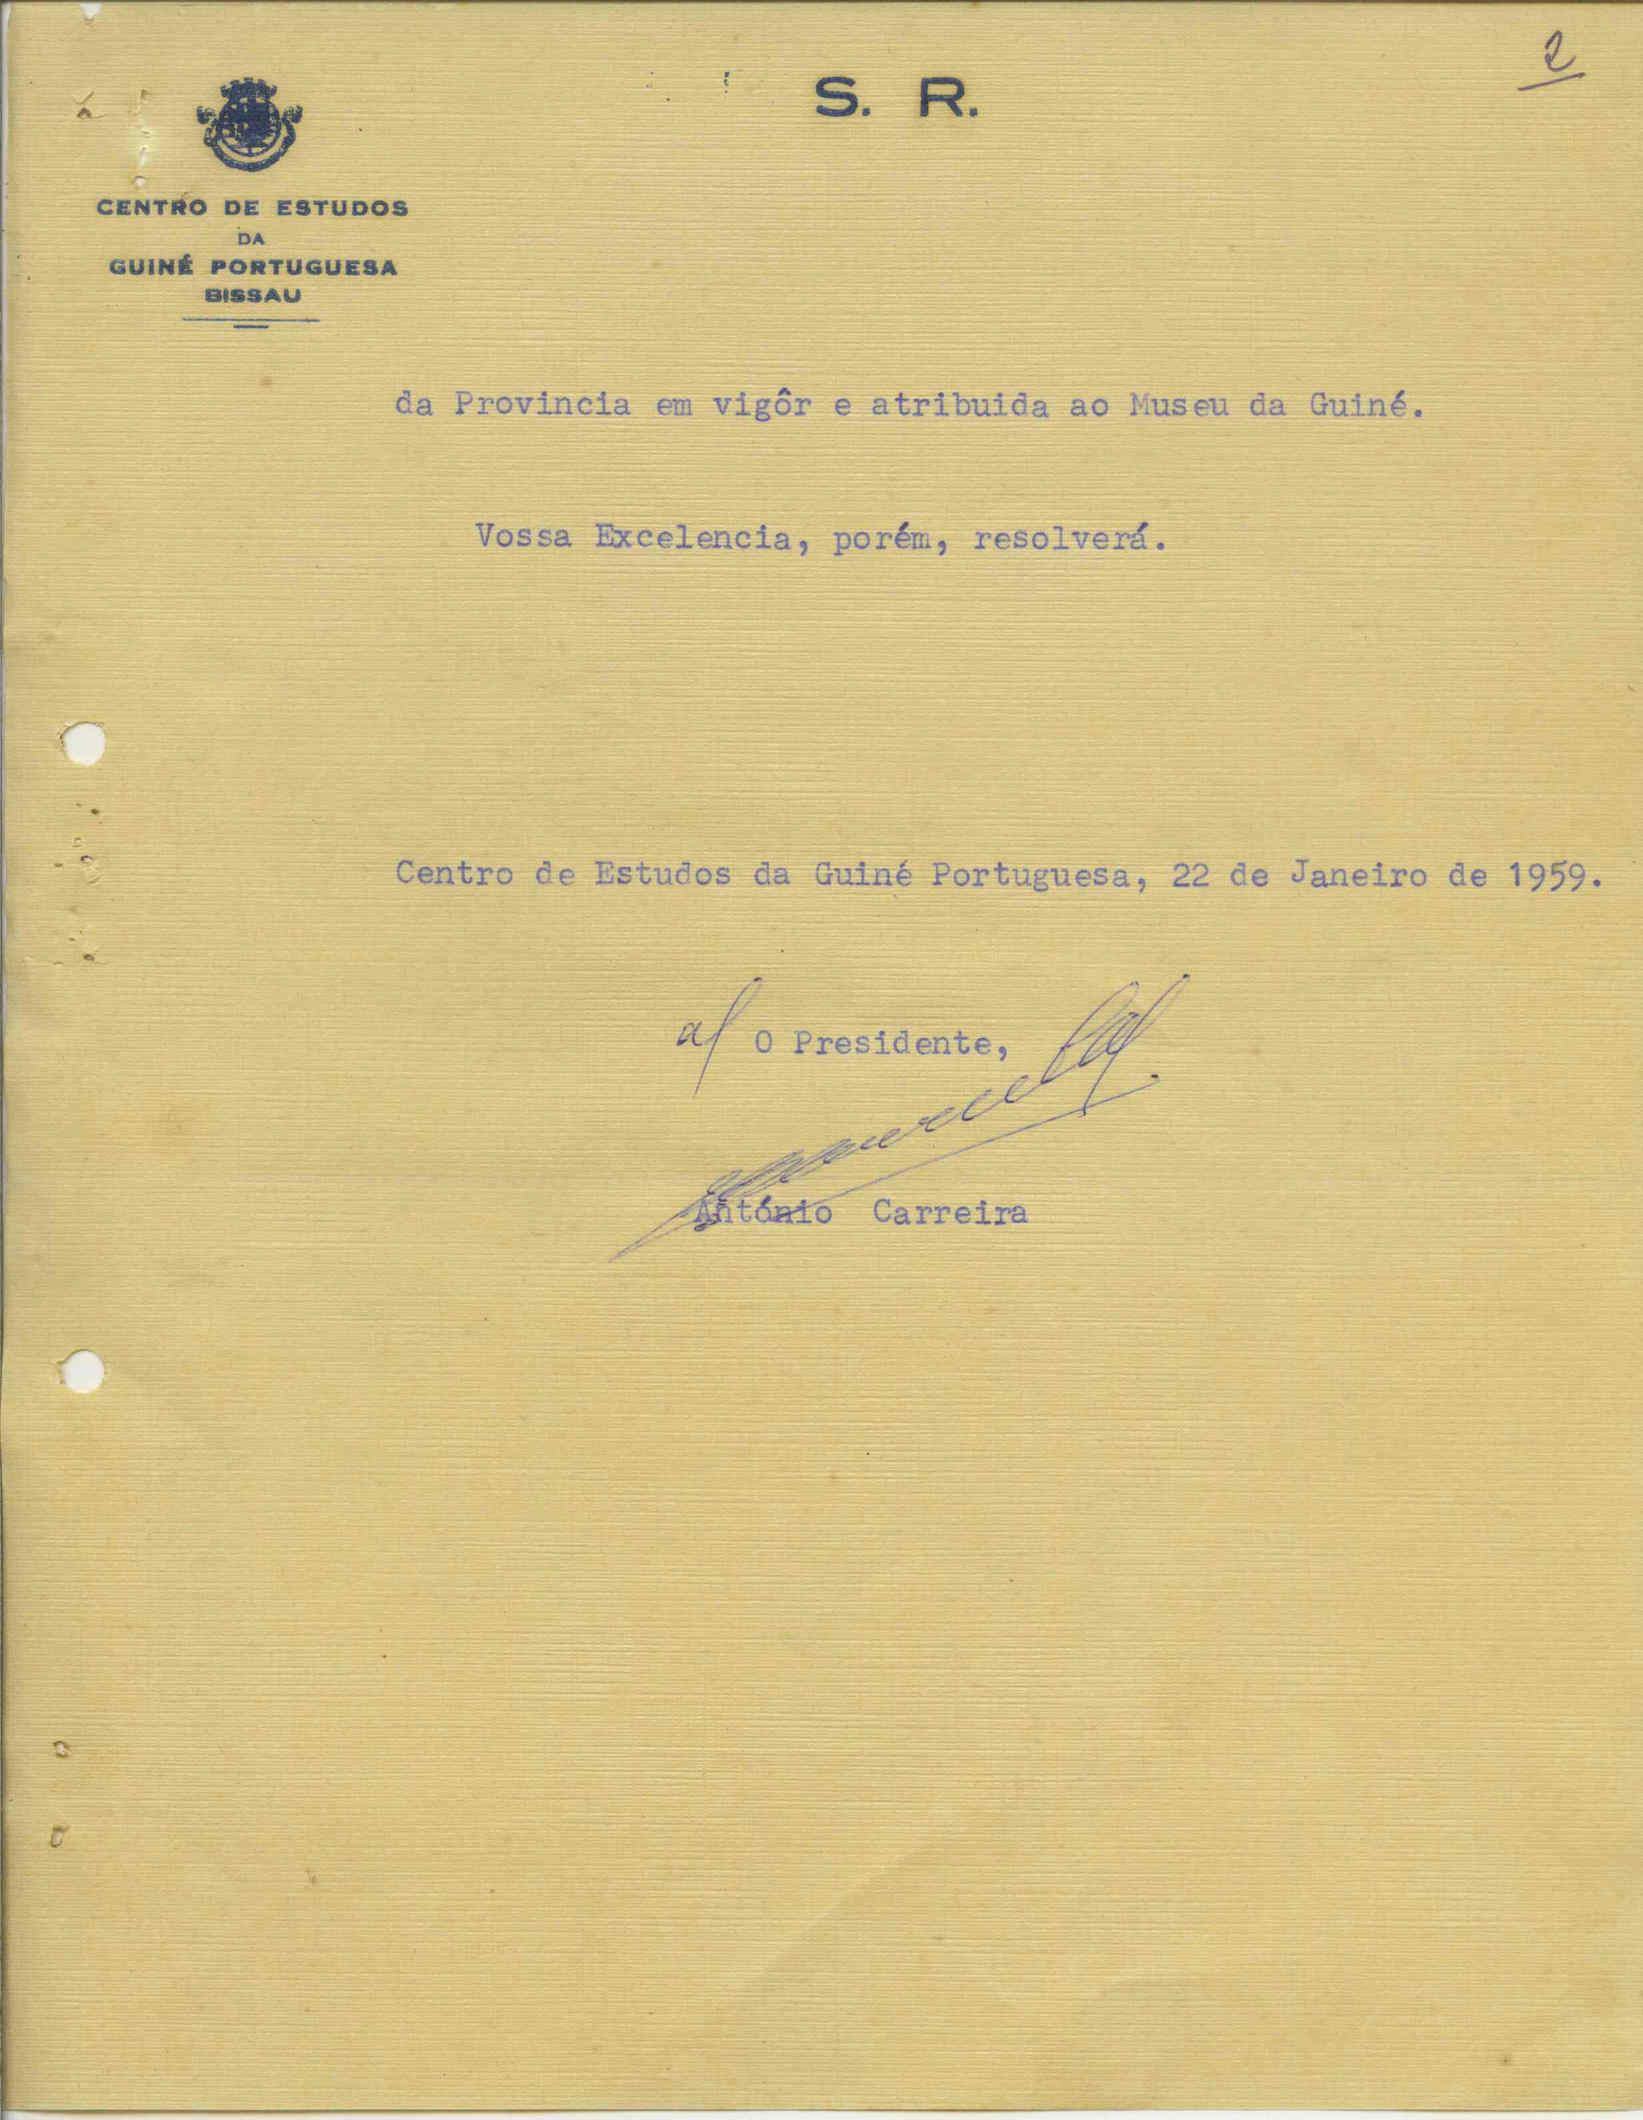 2
S. R.
CENTRO DE ESTUDOS
DA
GUINÉ PORTUGUESA
BISSAU
da Provincia em vigôr e atribuida ao Museu da Guiné.
Vossa Excelencia, porém, resolverá.
Centro de Estudos da Guiné Portuguesa, 22 de Janeiro de 1959.
a/ O Presidente,
António Carreira